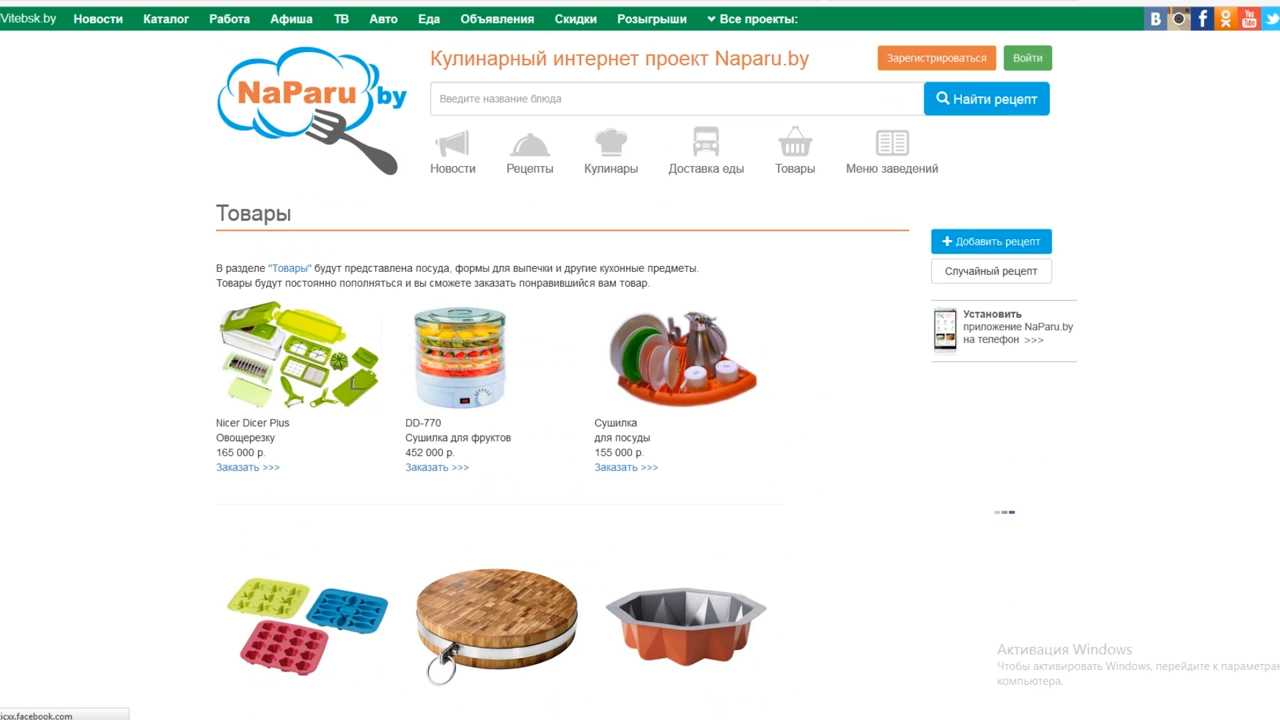 Vitebsk.by Новости Каталог Работа Афиша ТВ Авто Еда Объявления Скидки Розыгрыши Все проекты:
NaParu by
Кулинарный интернет проект Naparu.by
Зарегистрироваться Войти
Введите название блюда
Найти рецепт
Новости Рецепты Кулинары Доставка еды Товары Меню заведений
Товары
Добавить рецепт
Случайный рецепт
В разделе "Товары" будут представлена посуда, формы для выпечки и другие кухонные предметы.
Товары будут постоянно пополняться и вы сможете заказать понравившийся вам товар.
Установить
приложение NaParu.by
на телефон >>>
Nicer Dicer Plus
Овощерезку
165 000 р.
Заказать >>>
DD-770
Сушилка для фруктов
452 000 р.
Заказать >>>
Сушилка
для посуды
155 000 р.
Заказать >>>
Активация Windows
Чтобы активировать Windows, перейдите к параметрам
компьютера.
icxx.facebook.com